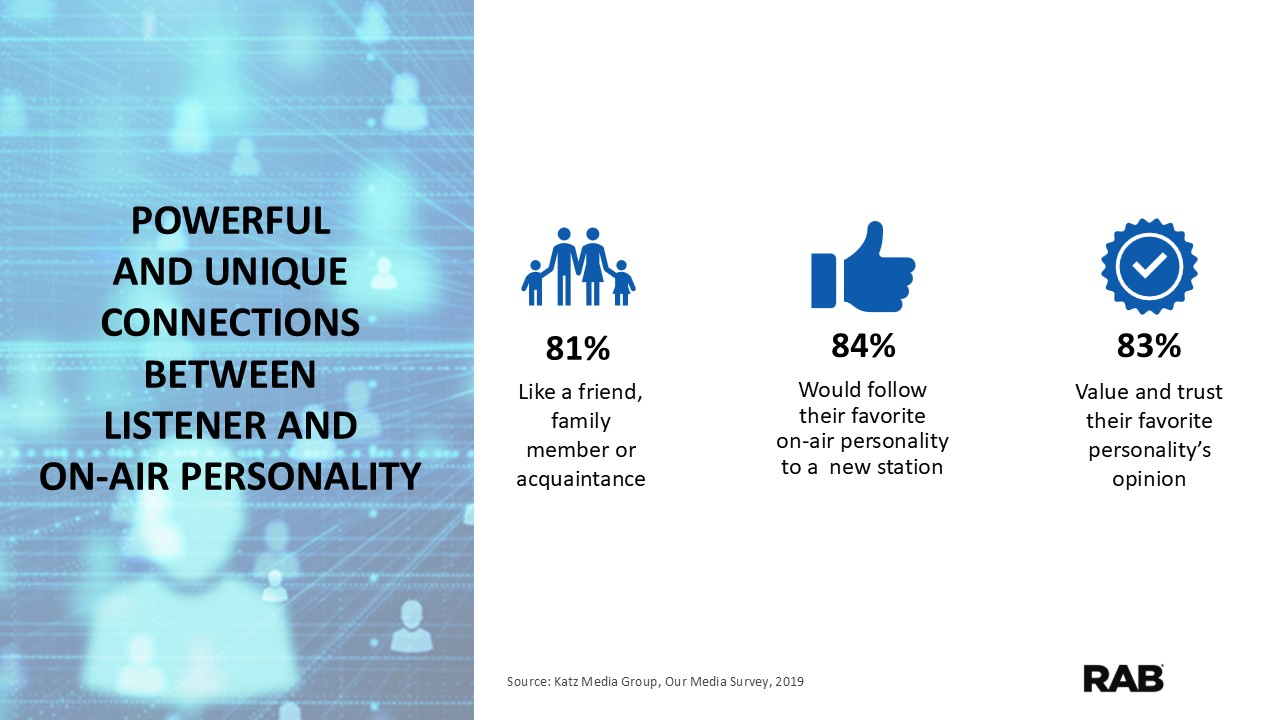 POWERFUL
AND UNIQUE
CONNECTIONS
BETWEEN
LISTENER AND
ON-AIR PERSONALITY
81%
Like a friend,
family
member or
acquaintance
84%
Would follow
their favorite
on-air personality
to a  new station
83%
Value and trust
their favorite
personality’s
opinion
Source: Katz Media Group, Our Media Survey, 2019
RAB